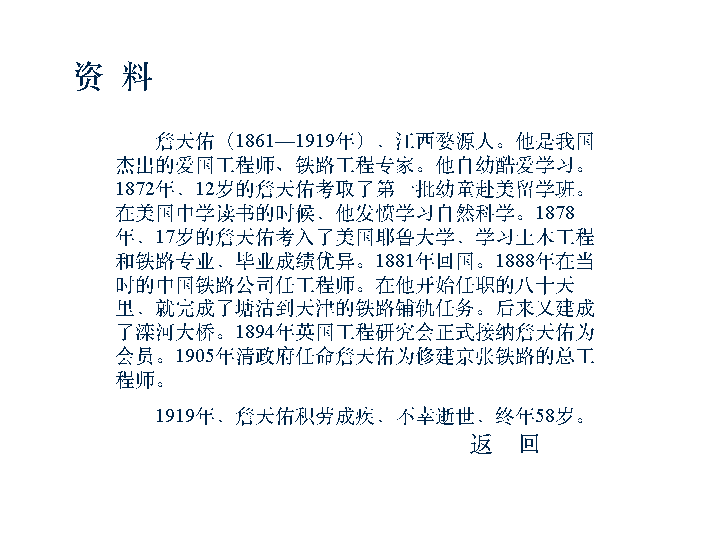 资 料
詹天佑（1861—1919年），江西婺源人。他是我国
杰出的爱国工程师、铁路工程专家。他自幼酷爱学习。
1872年，12岁的詹天佑考取了第一批幼童赴美留学班。
在美国中学读书的时候，他发愤学习自然科学。1878
年，17岁的詹天佑考入了美国耶鲁大学，学习土木工程
和铁路专业，毕业成绩优异。1881年回国。1888年在当
时的中国铁路公司任工程师。在他开始任职的八十天
里，就完成了塘沽到天津的铁路铺轨任务。后来又建成
了滦河大桥。1894年英国工程研究会正式接纳詹天佑为
会员。1905年清政府任命詹天佑为修建京张铁路的总工
程师。
1919年，詹天佑积劳成疾，不幸逝世，终年58岁。
返 回